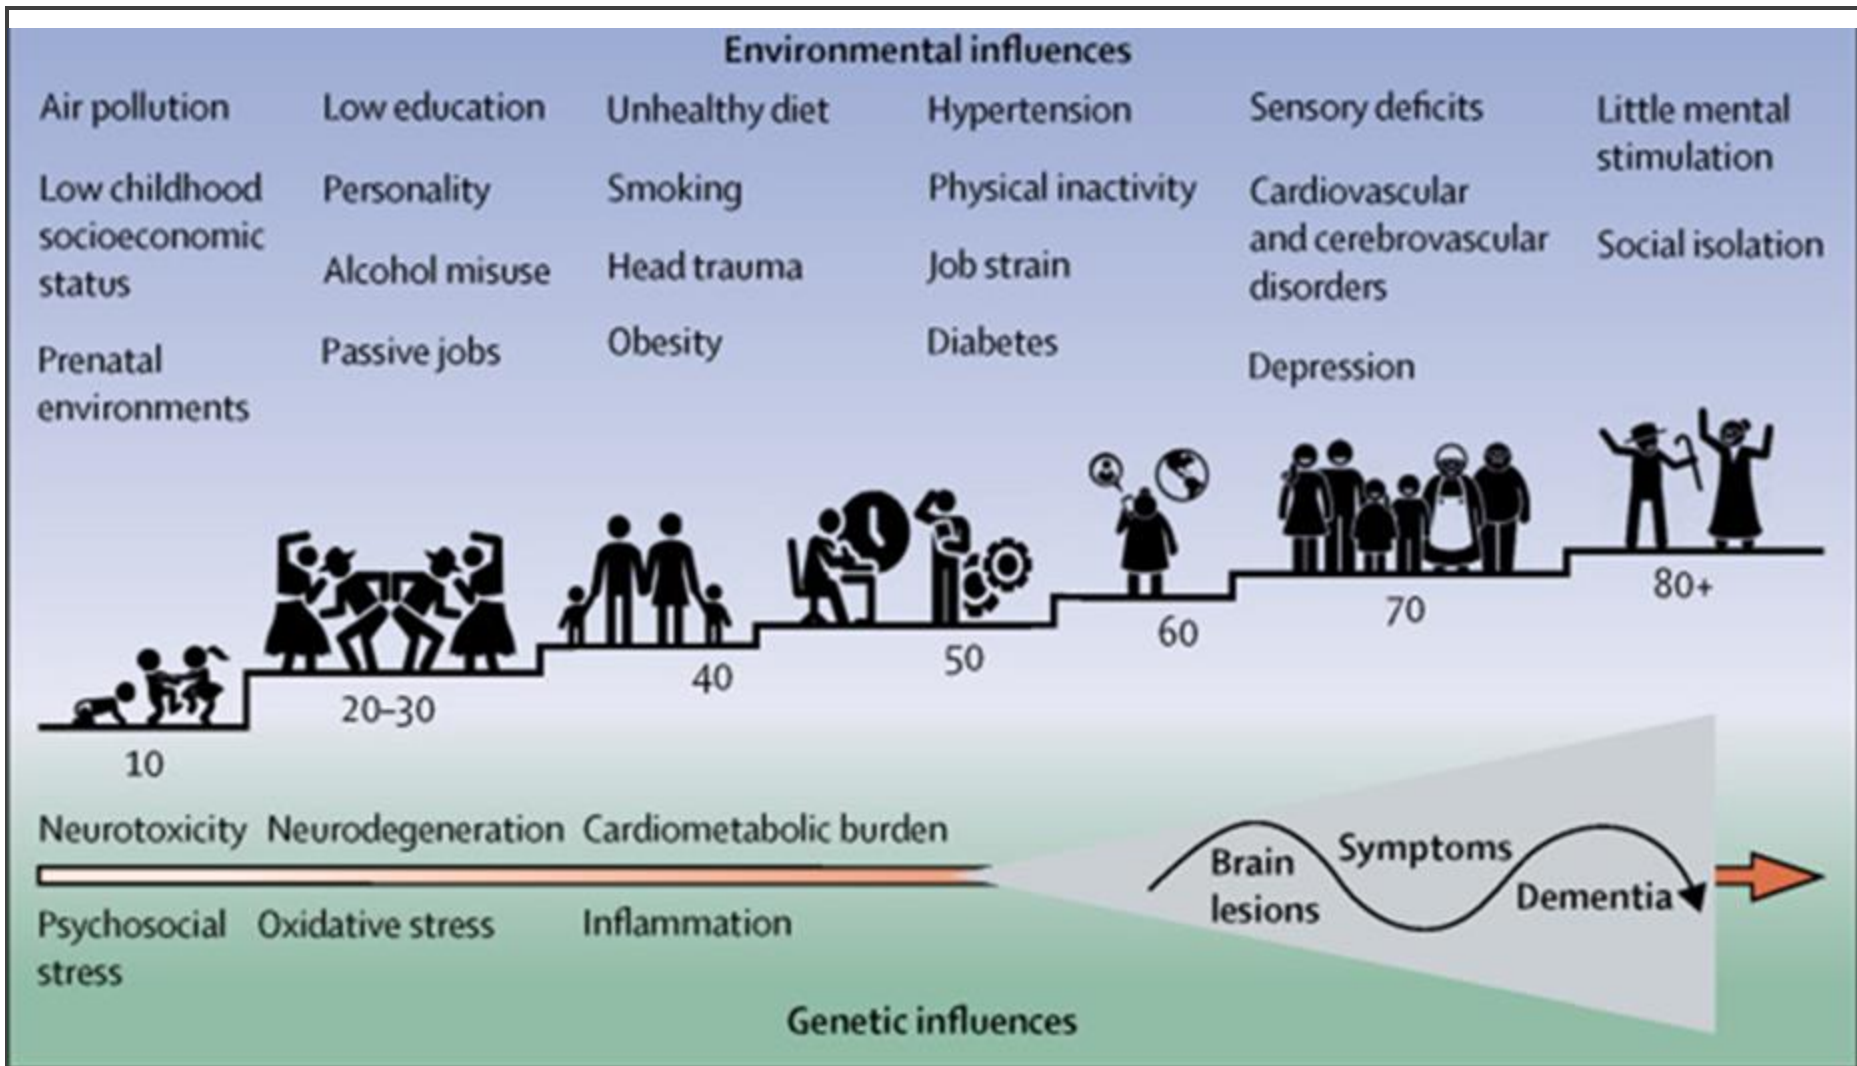 Environmental influences
Air pollution
Low childhood
socioeconomic
status
Prenatal
environments
Low education
Personality
Alcohol misuse
Passive jobs
Unhealthy diet
Smoking
Head trauma
Obesity
Hypertension
Physical inactivity
Job strain
Diabetes
Sensory deficits
Cardiovascular
and cerebrovascular
disorders
Depression
Little mental
stimulation
Social isolation
10
20–30
40
50
60
70
80+
Neurotoxicity
Neurodegeneration
Cardiometabolic burden
Psychosocial
stress
Oxidative stress
Inflammation
Brain
lesions
Symptoms
Dementia
Genetic influences